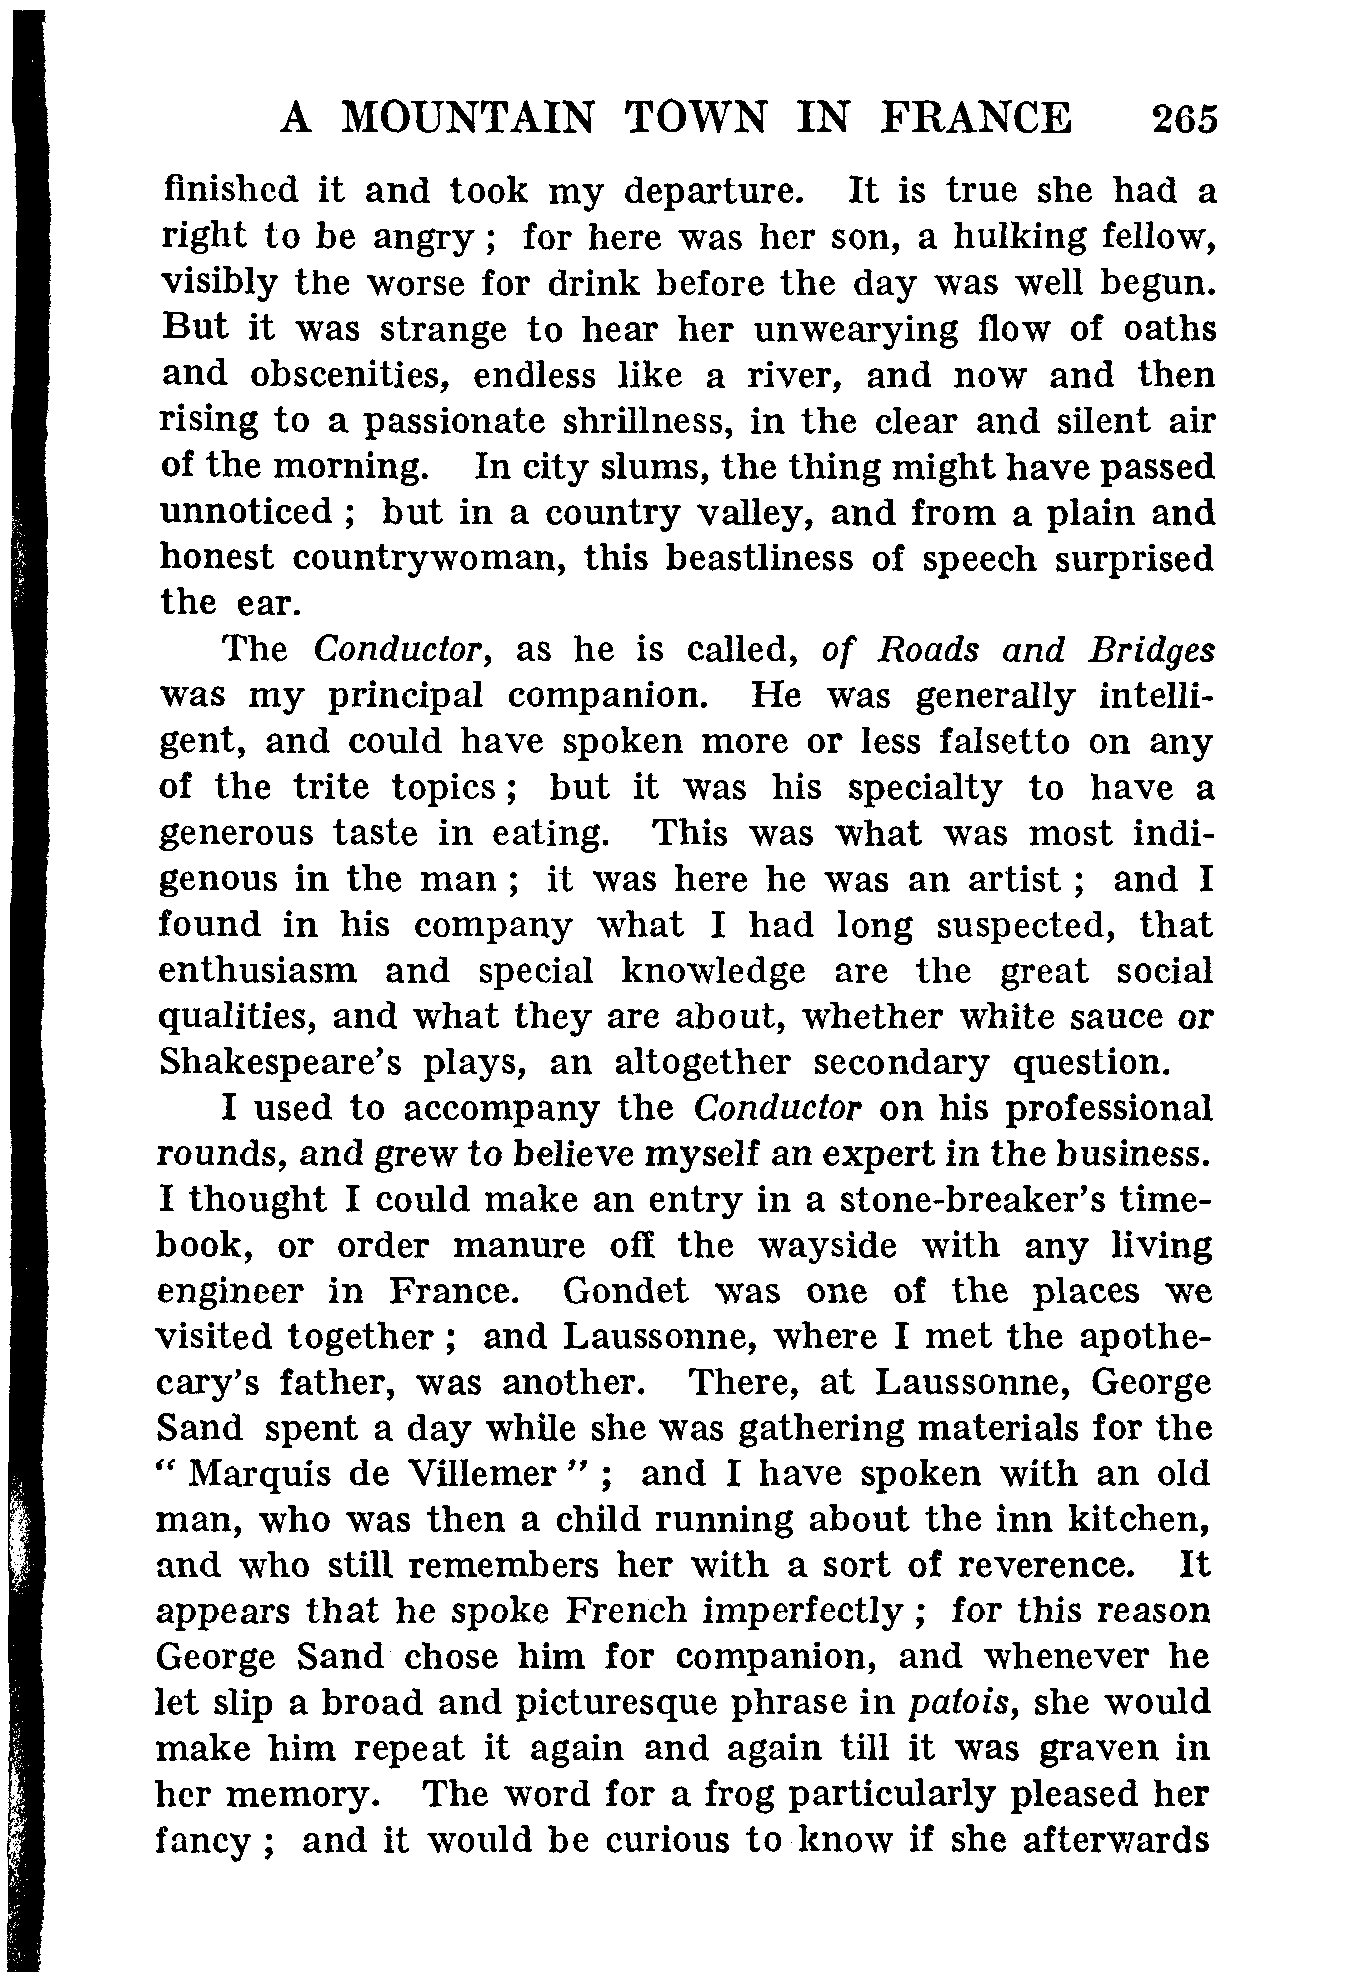 A MOUNTAIN TOWN IN FRANCE 265
finished it and took my departure. It is true she had a
right to be angry ; for here was her son, a hulking fellow,
visibly the worse for drink before the day was well begun.
But it was strange to hear her unwearying flow of oaths
and obscenities, endless like a river, and now and then
rising to a passionate shrillness, in the clear and silent air
of the morning. In city slums, the thing might have passed
unnoticed ; but in a country valley, and from a plain and
honest countrywoman, this beastliness of speech surprised
the ear.
The Conductor, as he is called, of Roads and Bridges
was my principal companion. He was generally intelli-
gent, and could have spoken more or less falsetto on any
of the trite topics ; but it was his specialty to have a
generous taste in eating. This was what was most indi-
genous in the man ; it was here he was an artist ; and I
found in his company what I had long suspected, that
enthusiasm and special knowledge are the great social
qualities, and what they are about, whether white sauce or
Shakespeare's plays, an altogether secondary question.
I used to accompany the Conductor on his professional
rounds, and grew to believe myself an expert in the business.
I thought I could make an entry in a stone-breaker's time-
book, or order manure off the wayside with any living
engineer in France. Gondet was one of the places we
visited together ; and Laussonne, where I met the apothe-
cary's father, was another. There, at Laussonne, George
Sand spent a day while she was gathering materials for the
“ Marquis de Villemer ” ; and I have spoken with an old
man, who was then a child running about the inn kitchen,
and who still remembers her with a sort of reverence. It
appears that he spoke French imperfectly ; for this reason
George Sand chose him for companion, and whenever he
let slip a broad and picturesque phrase in patois, she would
make him repeat it again and again till it was graven in
her memory. The word for a frog particularly pleased her
fancy ; and it would be curious to know if she afterwards